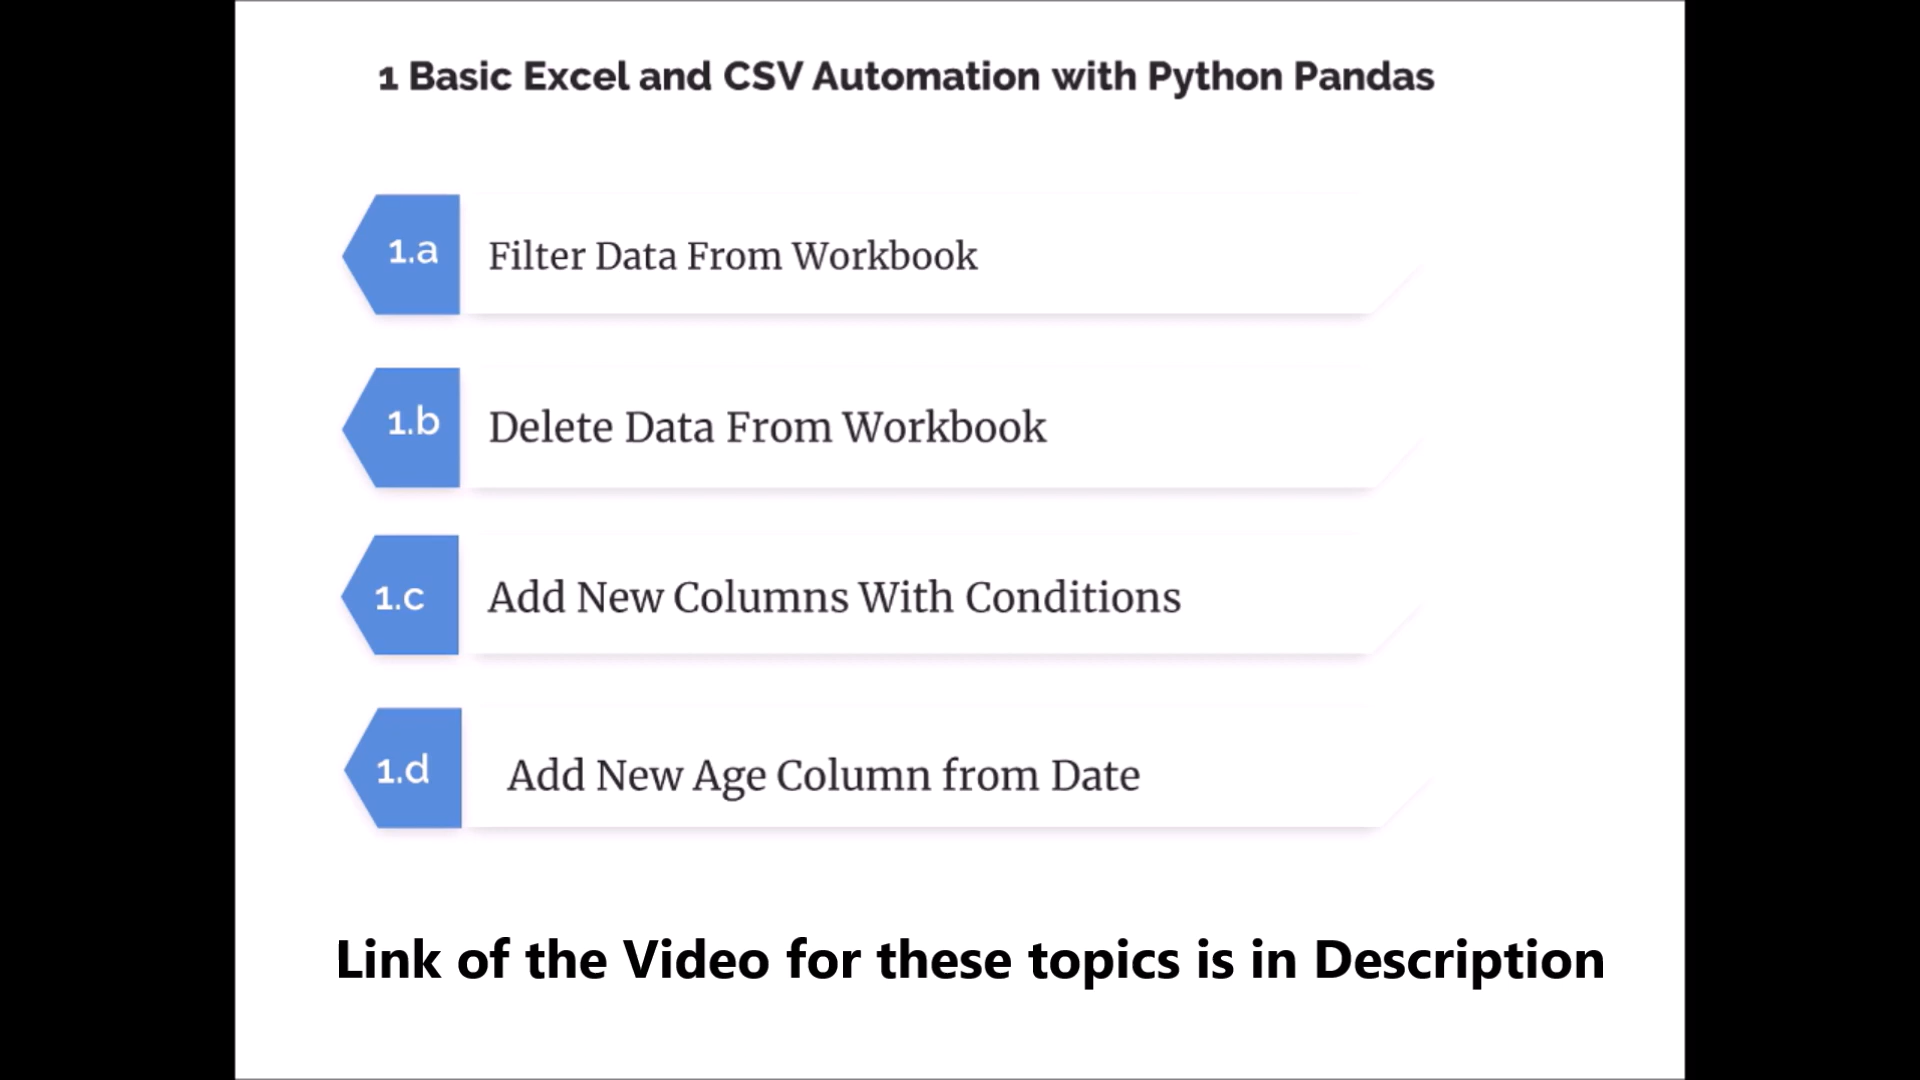 1 Basic Excel and CSV Automation with Python Pandas
1.a Filter Data From Workbook
1.b Delete Data From Workbook
1.c Add New Columns With Conditions
1.d Add New Age Column from Date
Link of the Video for these topics is in Description